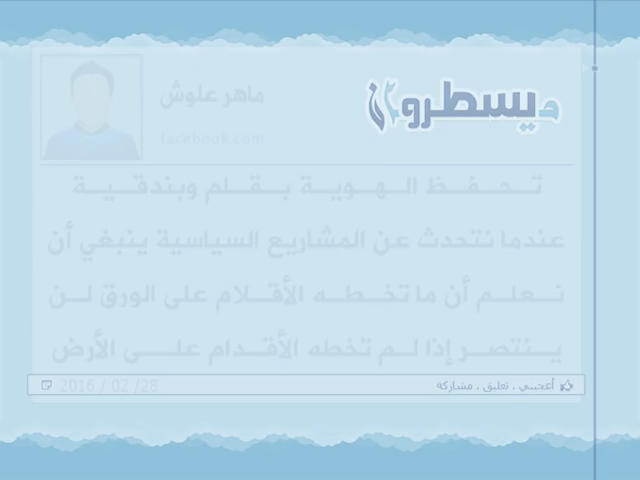 ويسطرون
ماهر علوش
facebook.com
تحفظ الهوية بقلم وبندقية
عندما نتحدث عن المشاريع السياسية ينبغي أن
نعلم أن ما تخطه الأقلام على الورق لن
ينتصر إذا لم تخطه الأقدام على الأرض
أعجبني . تعليق . مشاركة
2016 / 02 /28